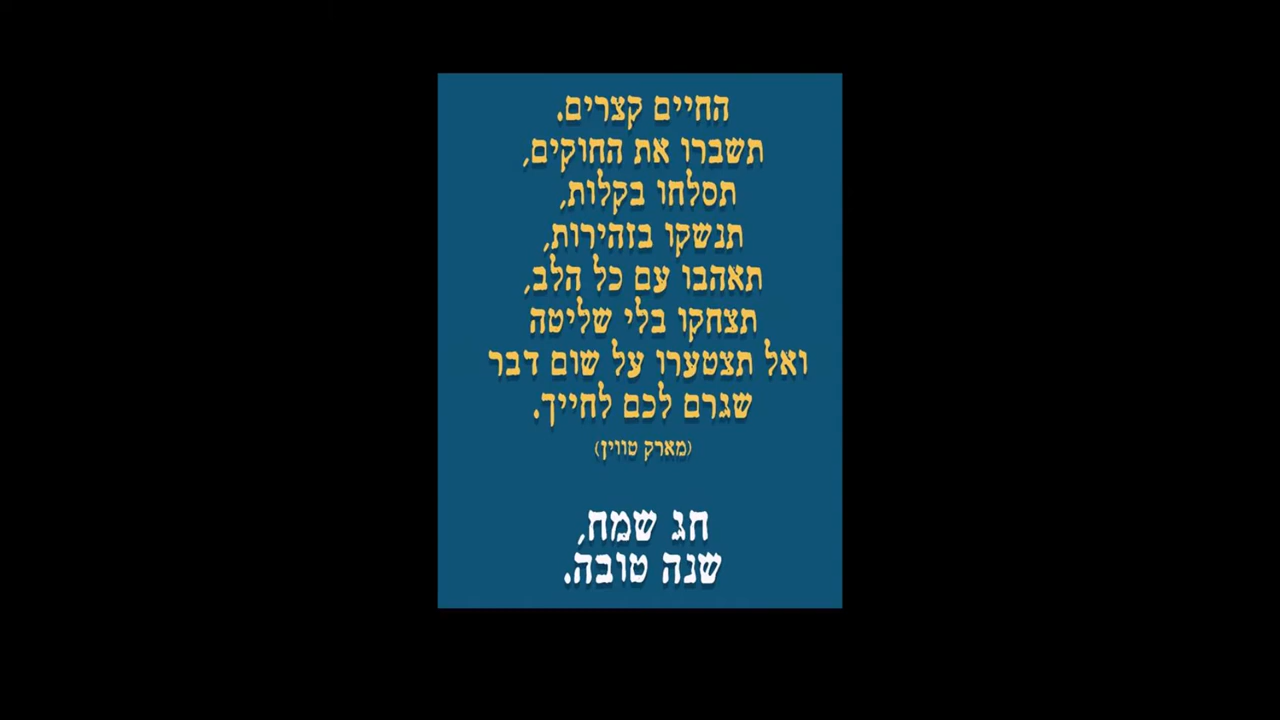 החיים קצרים.
תשברו את החוקים,
תסלחו בקלות,
תנשקו בזהירות,
תאהבו עם כל הלב,
תצחקו בלי שליטה
ואל תצטערו על שום דבר
שגרם לכם לחייך.
(מארק טווין)
חג שמח,
שנה טובה.